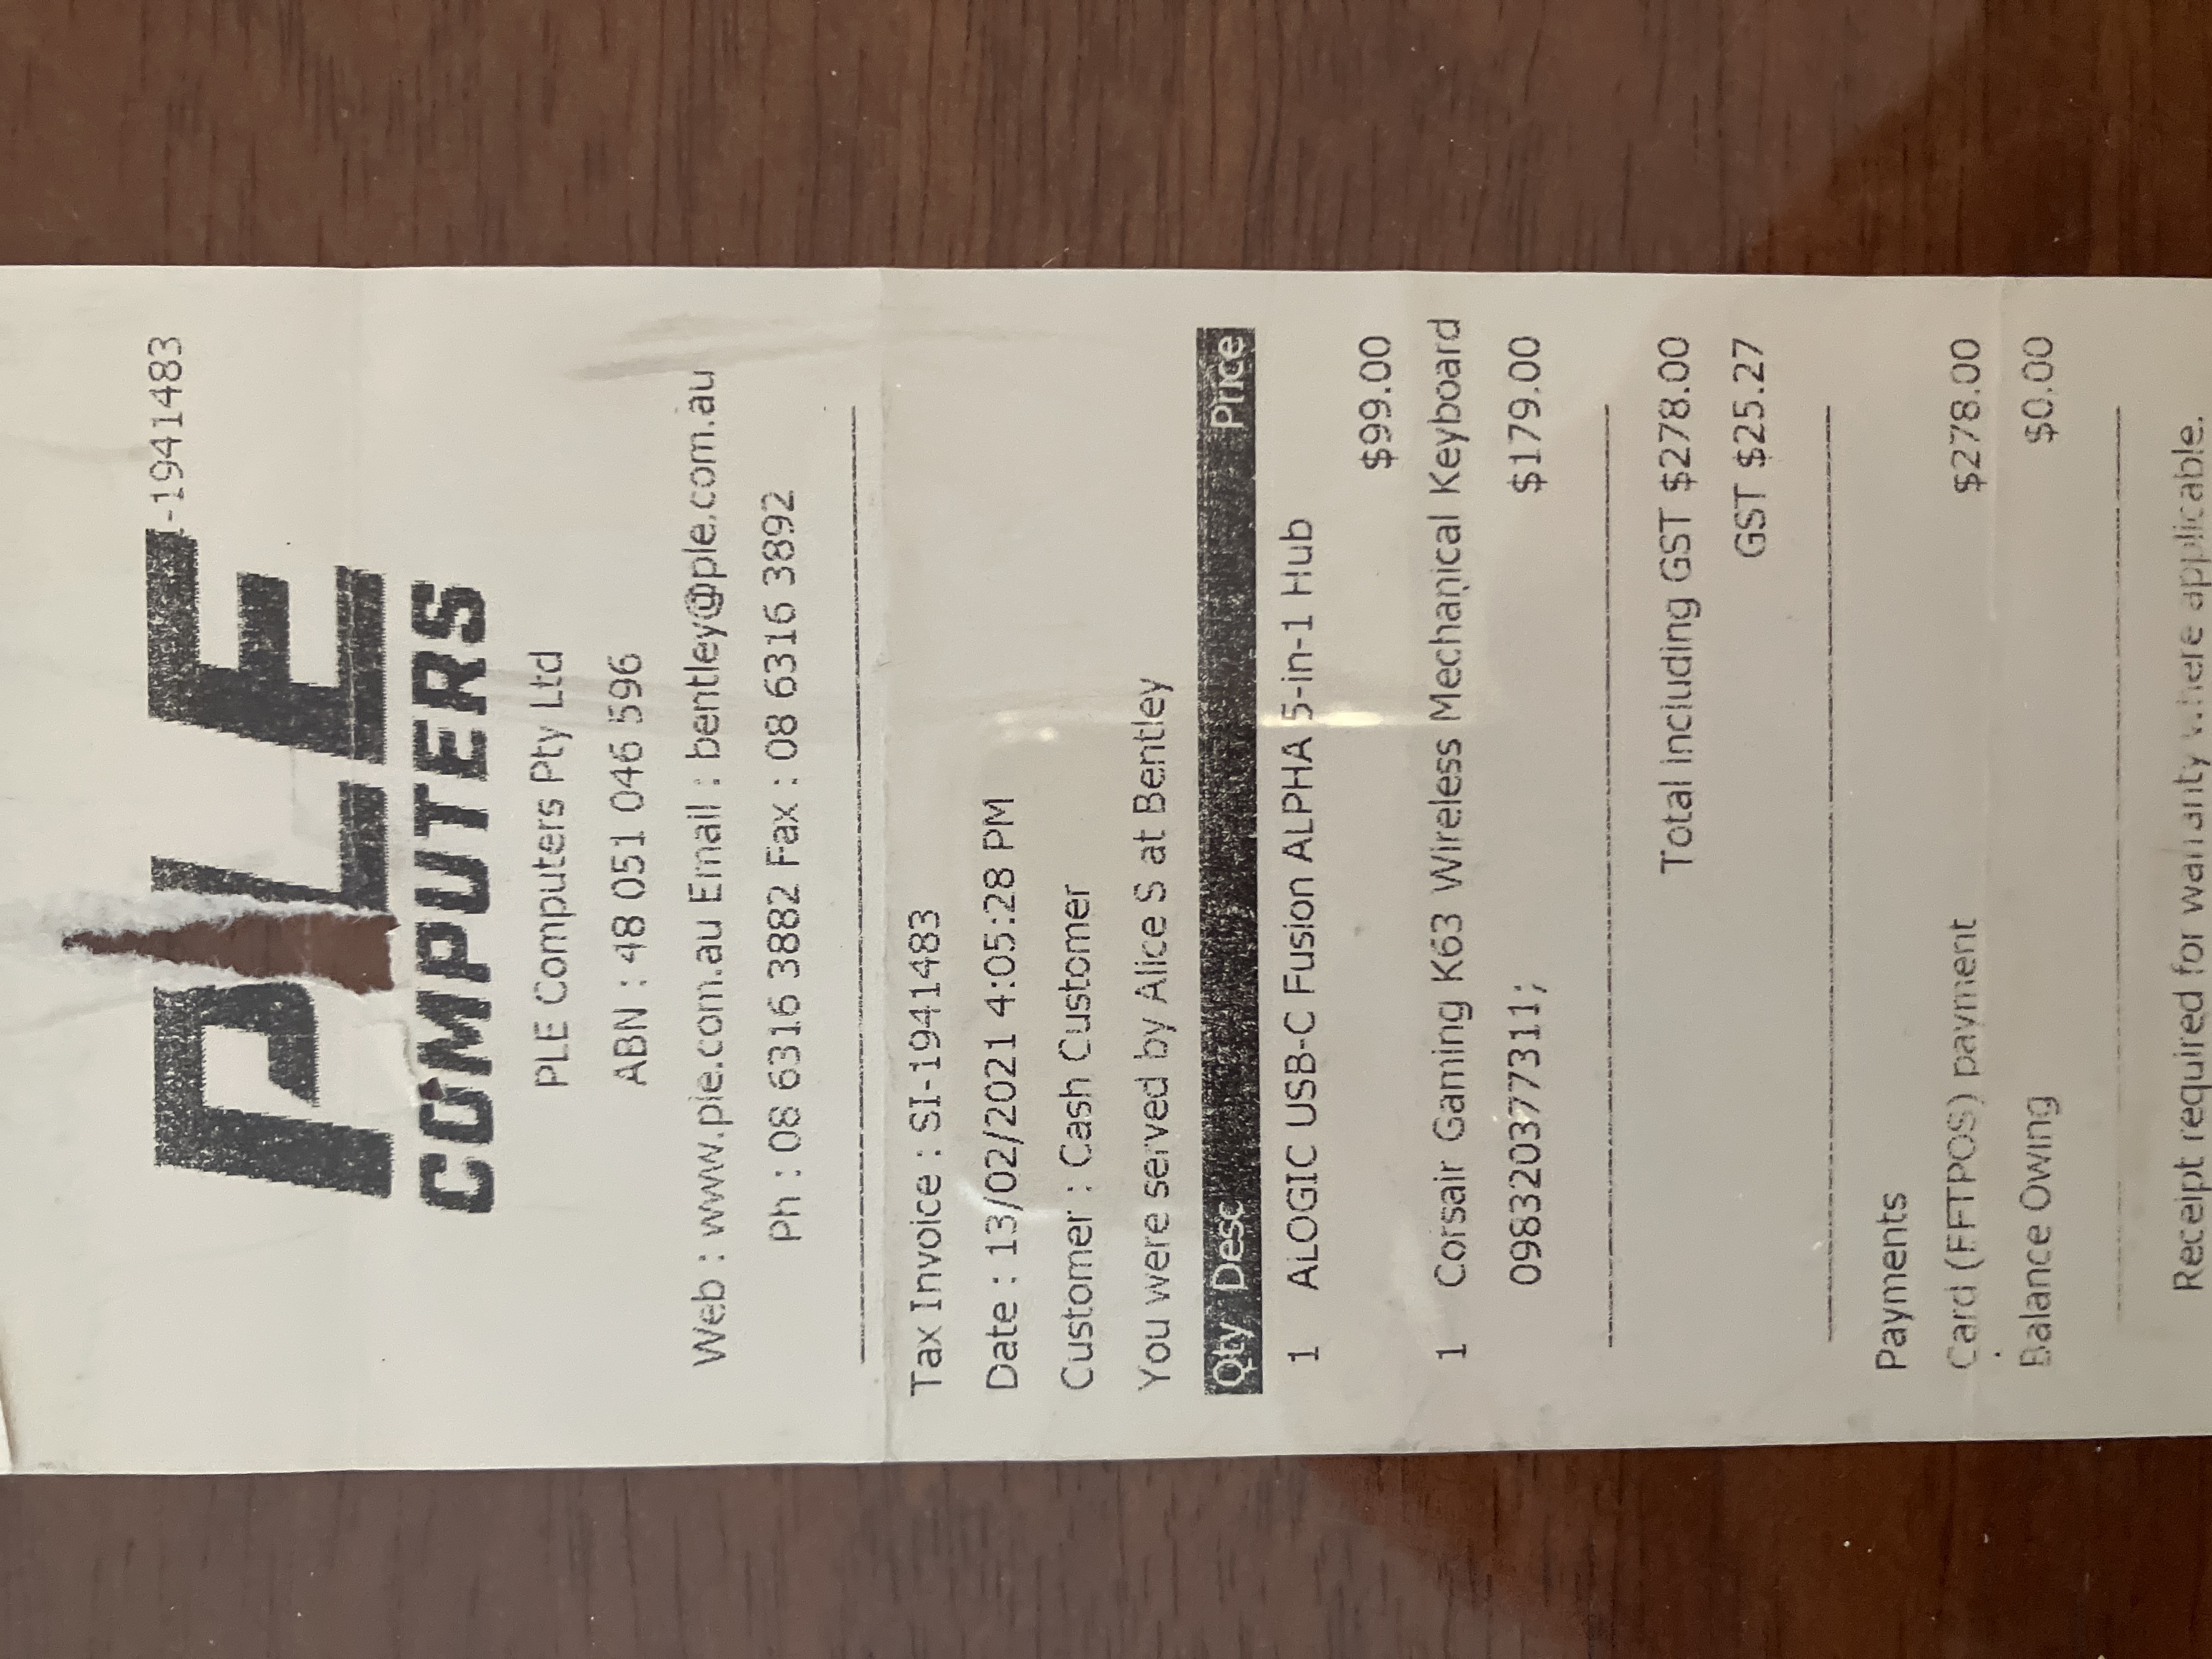 -1941483
PLE
COMPUTERS
PLE Computers Pty Ltd
ABN : 48 051 046 596
Web : www.ple.com.au Email : bentley@ple.com.au
Ph : 08 6316 3882 Fax : 08 6316 3892
Tax Invoice : SI-1941483
Date : 13/02/2021 4:05:28 PM
Customer : Cash Customer
You were served by Alice S at Bentley
Qty Desc Price
1 ALOGIC USB-C Fusion ALPHA 5-in-1 Hub
$99.00
1 Corsair Gaming K63 Wireless Mechanical Keyboard
098320377311; $179.00
Total including GST $278.00
GST $25.27
Payments
Card (EFTPOS) payment $278.00
Balance Owing $0.00
Receipt required for warranty where applicable.